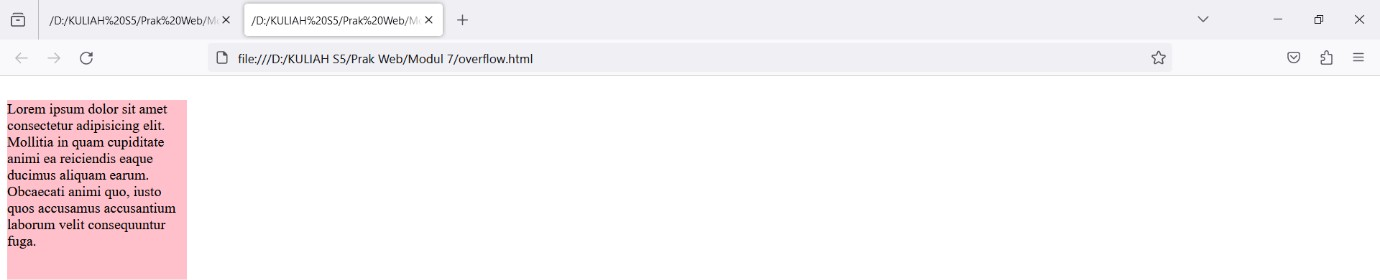 /D:/KULIAH%20S5/Prak%20Web/M
/D:/KULIAH%20S5/Prak%20Web/M
file:///D:/KULIAH S5/Prak Web/Modul 7/overflow.html
Lorem ipsum dolor sit amet
consectetur adipisicing elit.
Mollitia in quam cupiditate
animi ea reiciendis eaque
ducimus aliquam earum.
Obcaecati animi quo, iusto
quos accusamus accusantium
laborum velit consequuntur
fuga.